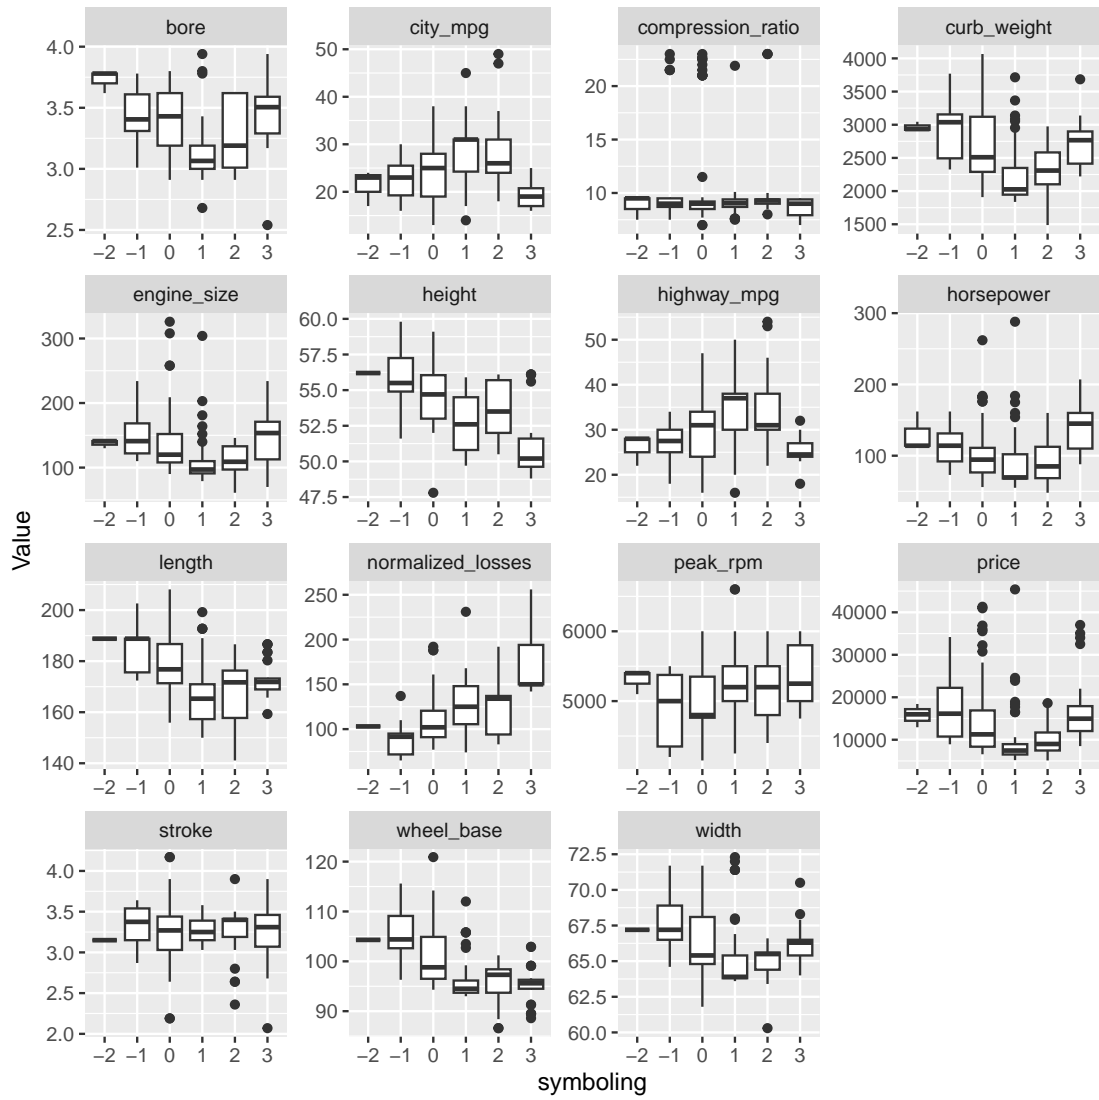 bore city_mpg compression_ratio curb_weight
4.0 3.5 3.0 2.5
50 40 30 20
20 15 10
4000 3500 3000 2500 2000 1500
−2 −1 0 1 2 3 −2 −1 0 1 2 3 −2 −1 0 1 2 3 −2 −1 0 1 2 3
engine_size height highway_mpg horsepower
300 200 100
60.0 57.5 55.0 52.5 50.0 47.5
50 40 30 20
300 200 100
−2 −1 0 1 2 3 −2 −1 0 1 2 3 −2 −1 0 1 2 3 −2 −1 0 1 2 3
Value
length normalized_losses peak_rpm price
200 180 160 140
250 200 150 100
6000 5000
40000 30000 20000 10000
−2 −1 0 1 2 3 −2 −1 0 1 2 3 −2 −1 0 1 2 3 −2 −1 0 1 2 3
stroke wheel_base width
4.0 3.5 3.0 2.5 2.0
120 110 100 90
72.5 70.0 67.5 65.0 62.5 60.0
−2 −1 0 1 2 3 −2 −1 0 1 2 3 −2 −1 0 1 2 3
symboling